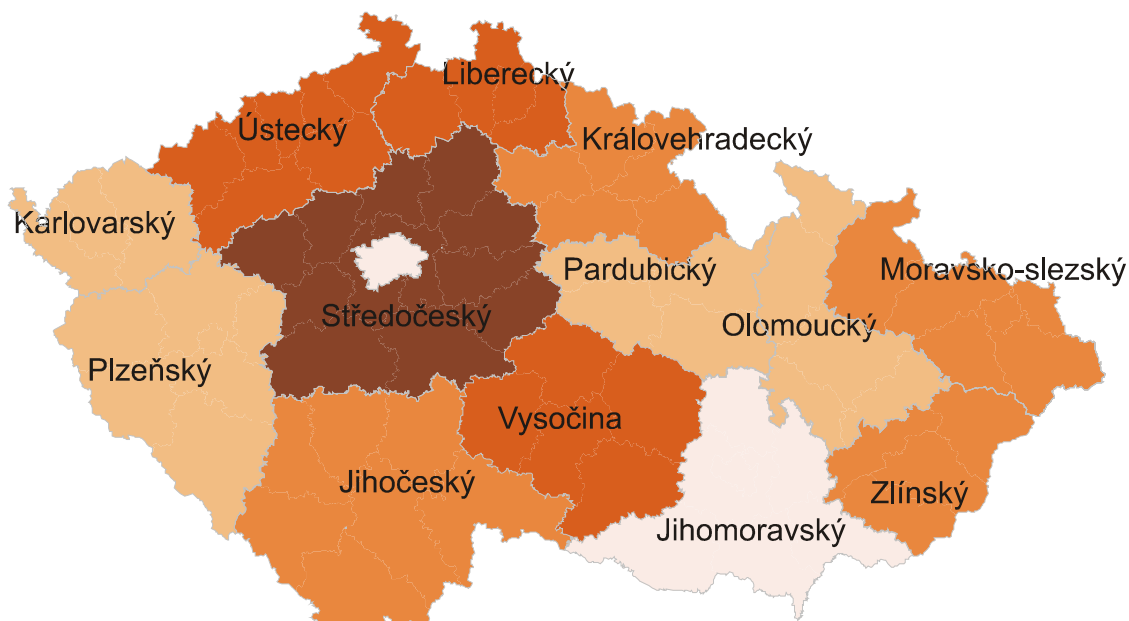 Liberecký
Ústecký
Královehradecký
Karlovarský
Pardubický
Moravsko-slezský
Středočeský
Olomoucký
Plzeňský
Vysočina
Jihočeský
Zlínský
Jihomoravský